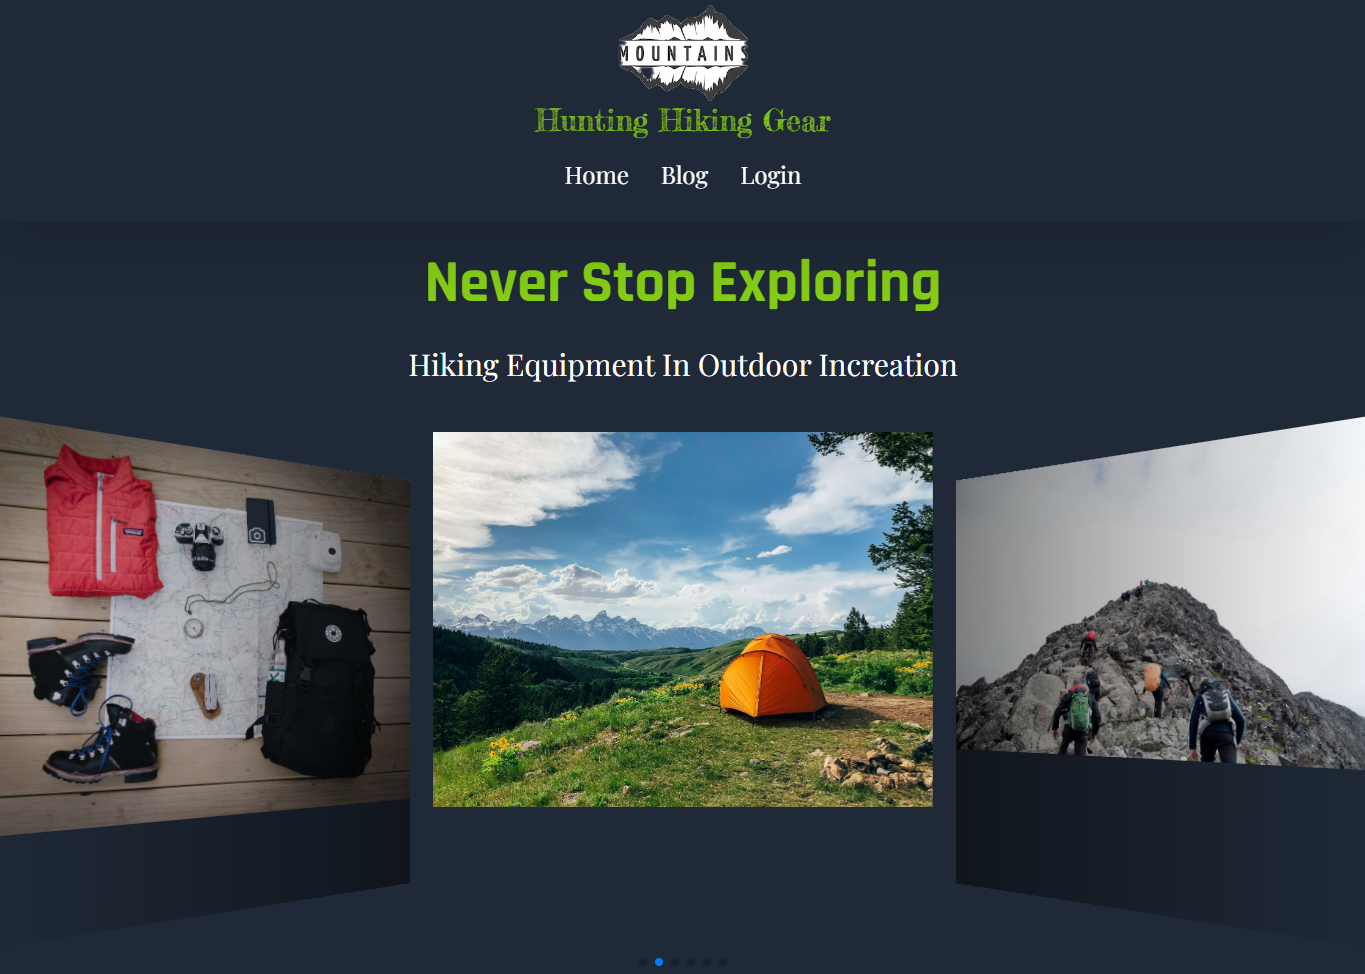 MOUNTAINS
Hunting Hiking Gear
Home Blog Login
Never Stop Exploring
Hiking Equipment In Outdoor Increation